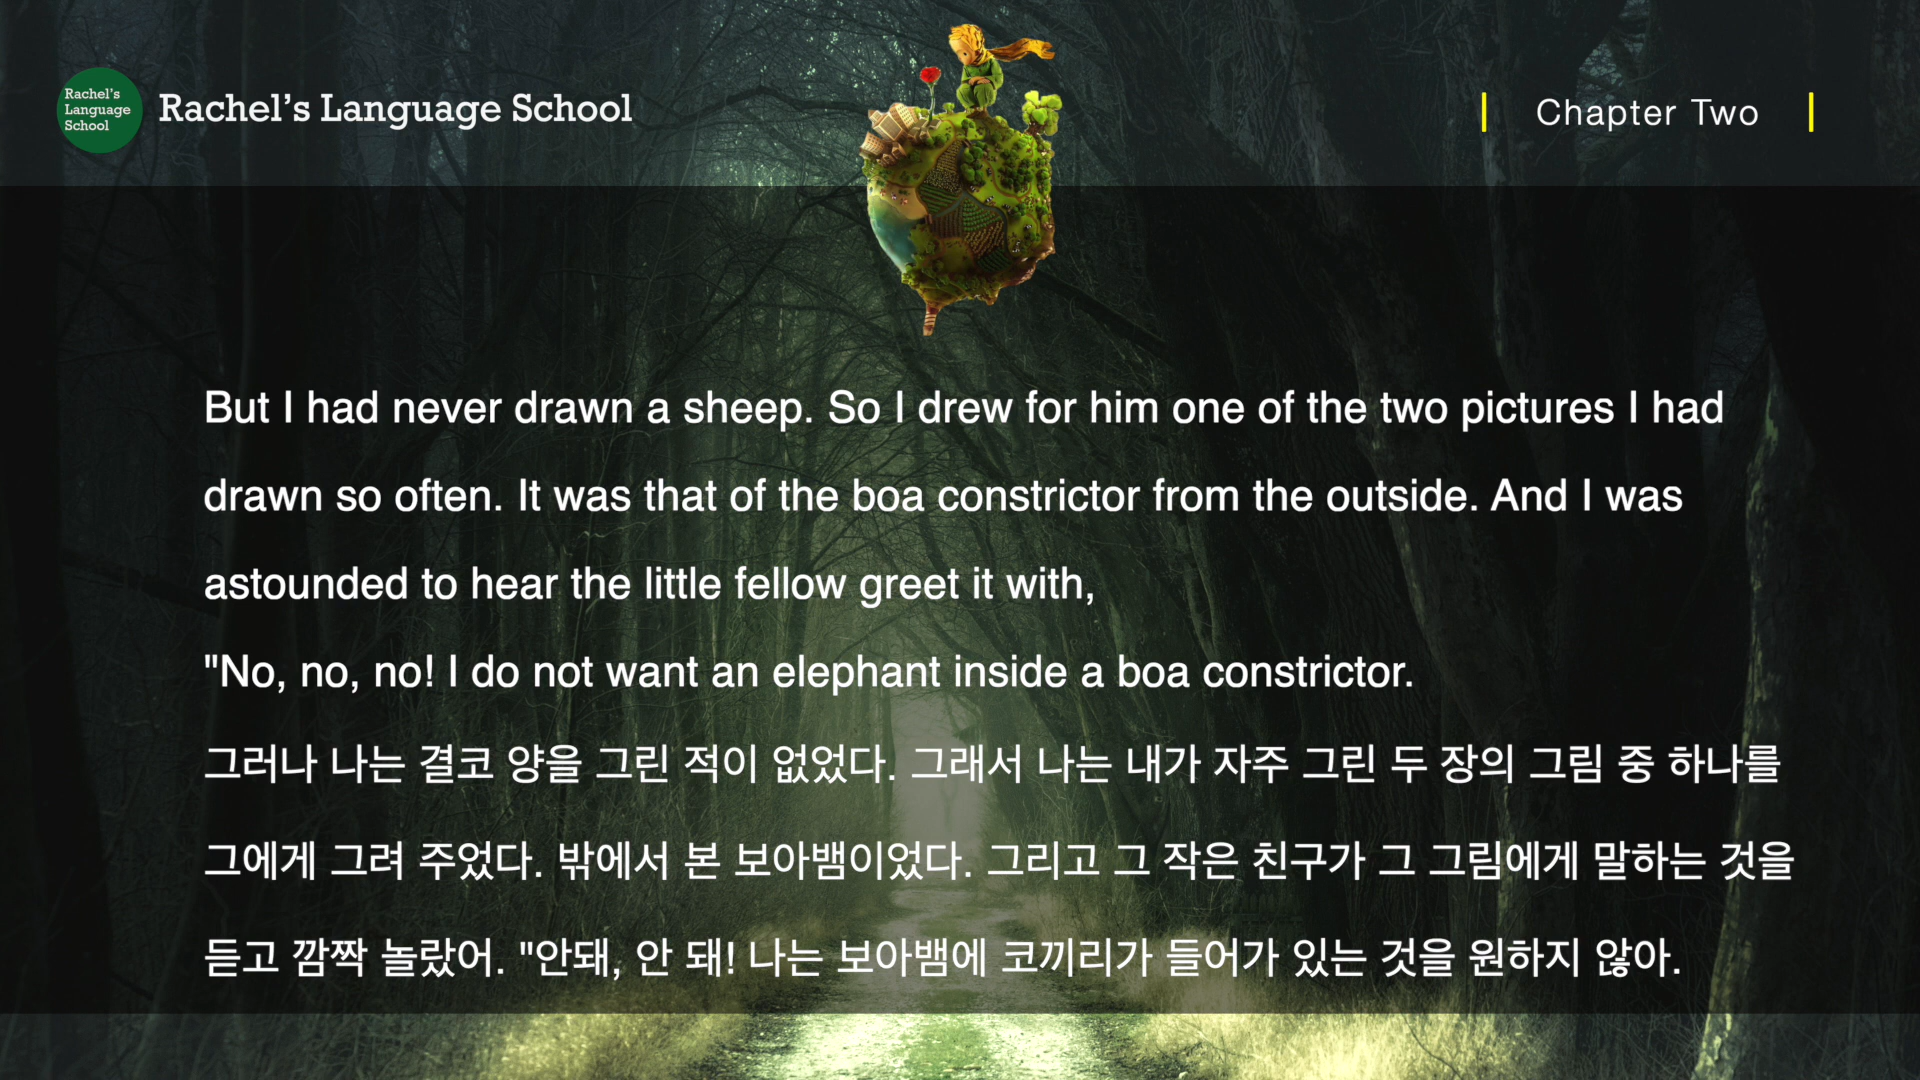 Rachel's
Language
School
Rachel’s Language School
Chapter Two
But I had never drawn a sheep. So I drew for him one of the two pictures I had
drawn so often. It was that of the boa constrictor from the outside. And I was
astounded to hear the little fellow greet it with,
"No, no, no! I do not want an elephant inside a boa constrictor.
그러나 나는 결코 양을 그린 적이 없었다. 그래서 나는 내가 자주 그린 두 장의 그림 중 하나를
그에게 그려 주었다. 밖에서 본 보아뱀이었다. 그리고 그 작은 친구가 그 그림에게 말하는 것을
듣고 깜짝 놀랐어. "안돼, 안 돼! 나는 보아뱀에 코끼리가 들어가 있는 것을 원하지 않아.